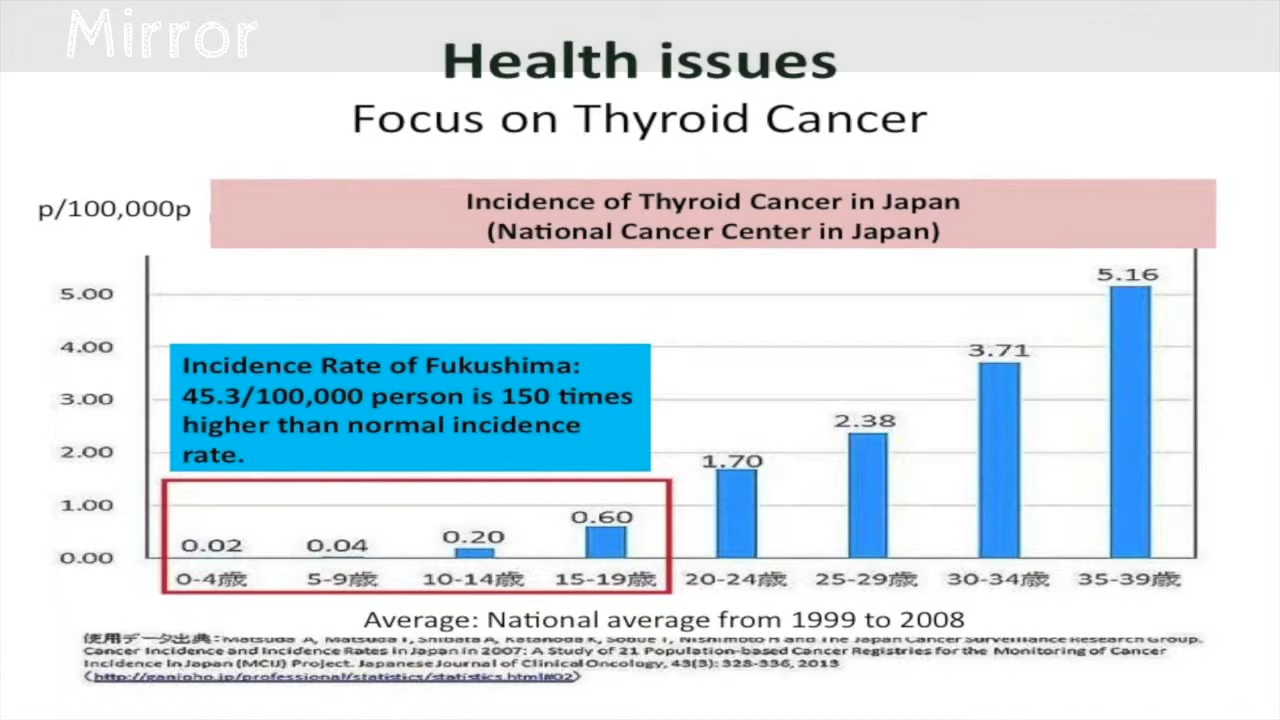 Mirror
Health issues
Focus on Thyroid Cancer
p/100,000p
Incidence of Thyroid Cancer in Japan
(National Cancer Center in Japan)
5.00
4.00
3.00
2.00
1.00
0.00
Incidence Rate of Fukushima:
45.3/100,000 person is 150 times
higher than normal incidence
rate.
0.02
0.04
0.20
0.60
1.70
2.38
3.71
5.16
0-4歳
5-9歳
10-14歳
15-19歳
20-24歳
25-29歳
30-34歳
35-39歳
Average: National average from 1999 to 2008
使用データ出典：Matsuda A, Matsuda T, Shibata A, Katanoda K, Sobue T, Nishimoto H and The Japan Cancer Surveillance Research Group.
Cancer Incidence and Incidence Rates in Japan in 2007: A Study of 21 Population-based Cancer Registries for the Monitoring of Cancer
Incidence in Japan (MCIJ) Project. Japanese Journal of Clinical Oncology, 43(3): 328-336, 2013
(http://ganjoho.jp/professional/statistics/statistics.html#02)